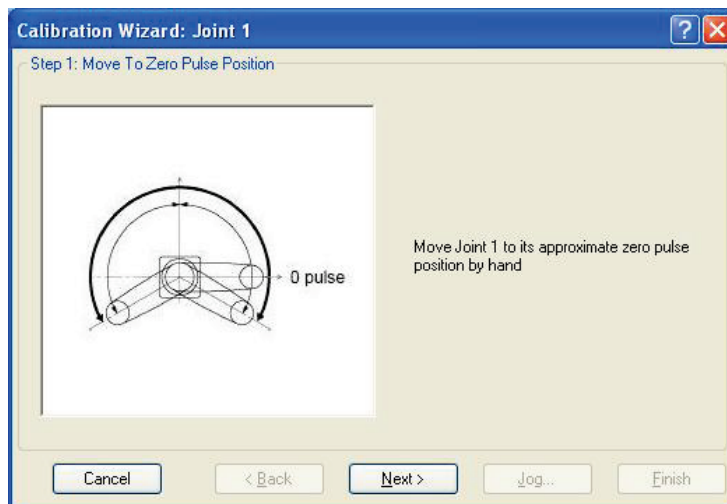 Calibration Wizard: Joint 1
Step 1: Move To Zero Pulse Position
0 pulse
Move Joint 1 to its approximate zero pulse
position by hand
Cancel
< Back
Next >
Jog...
Finish